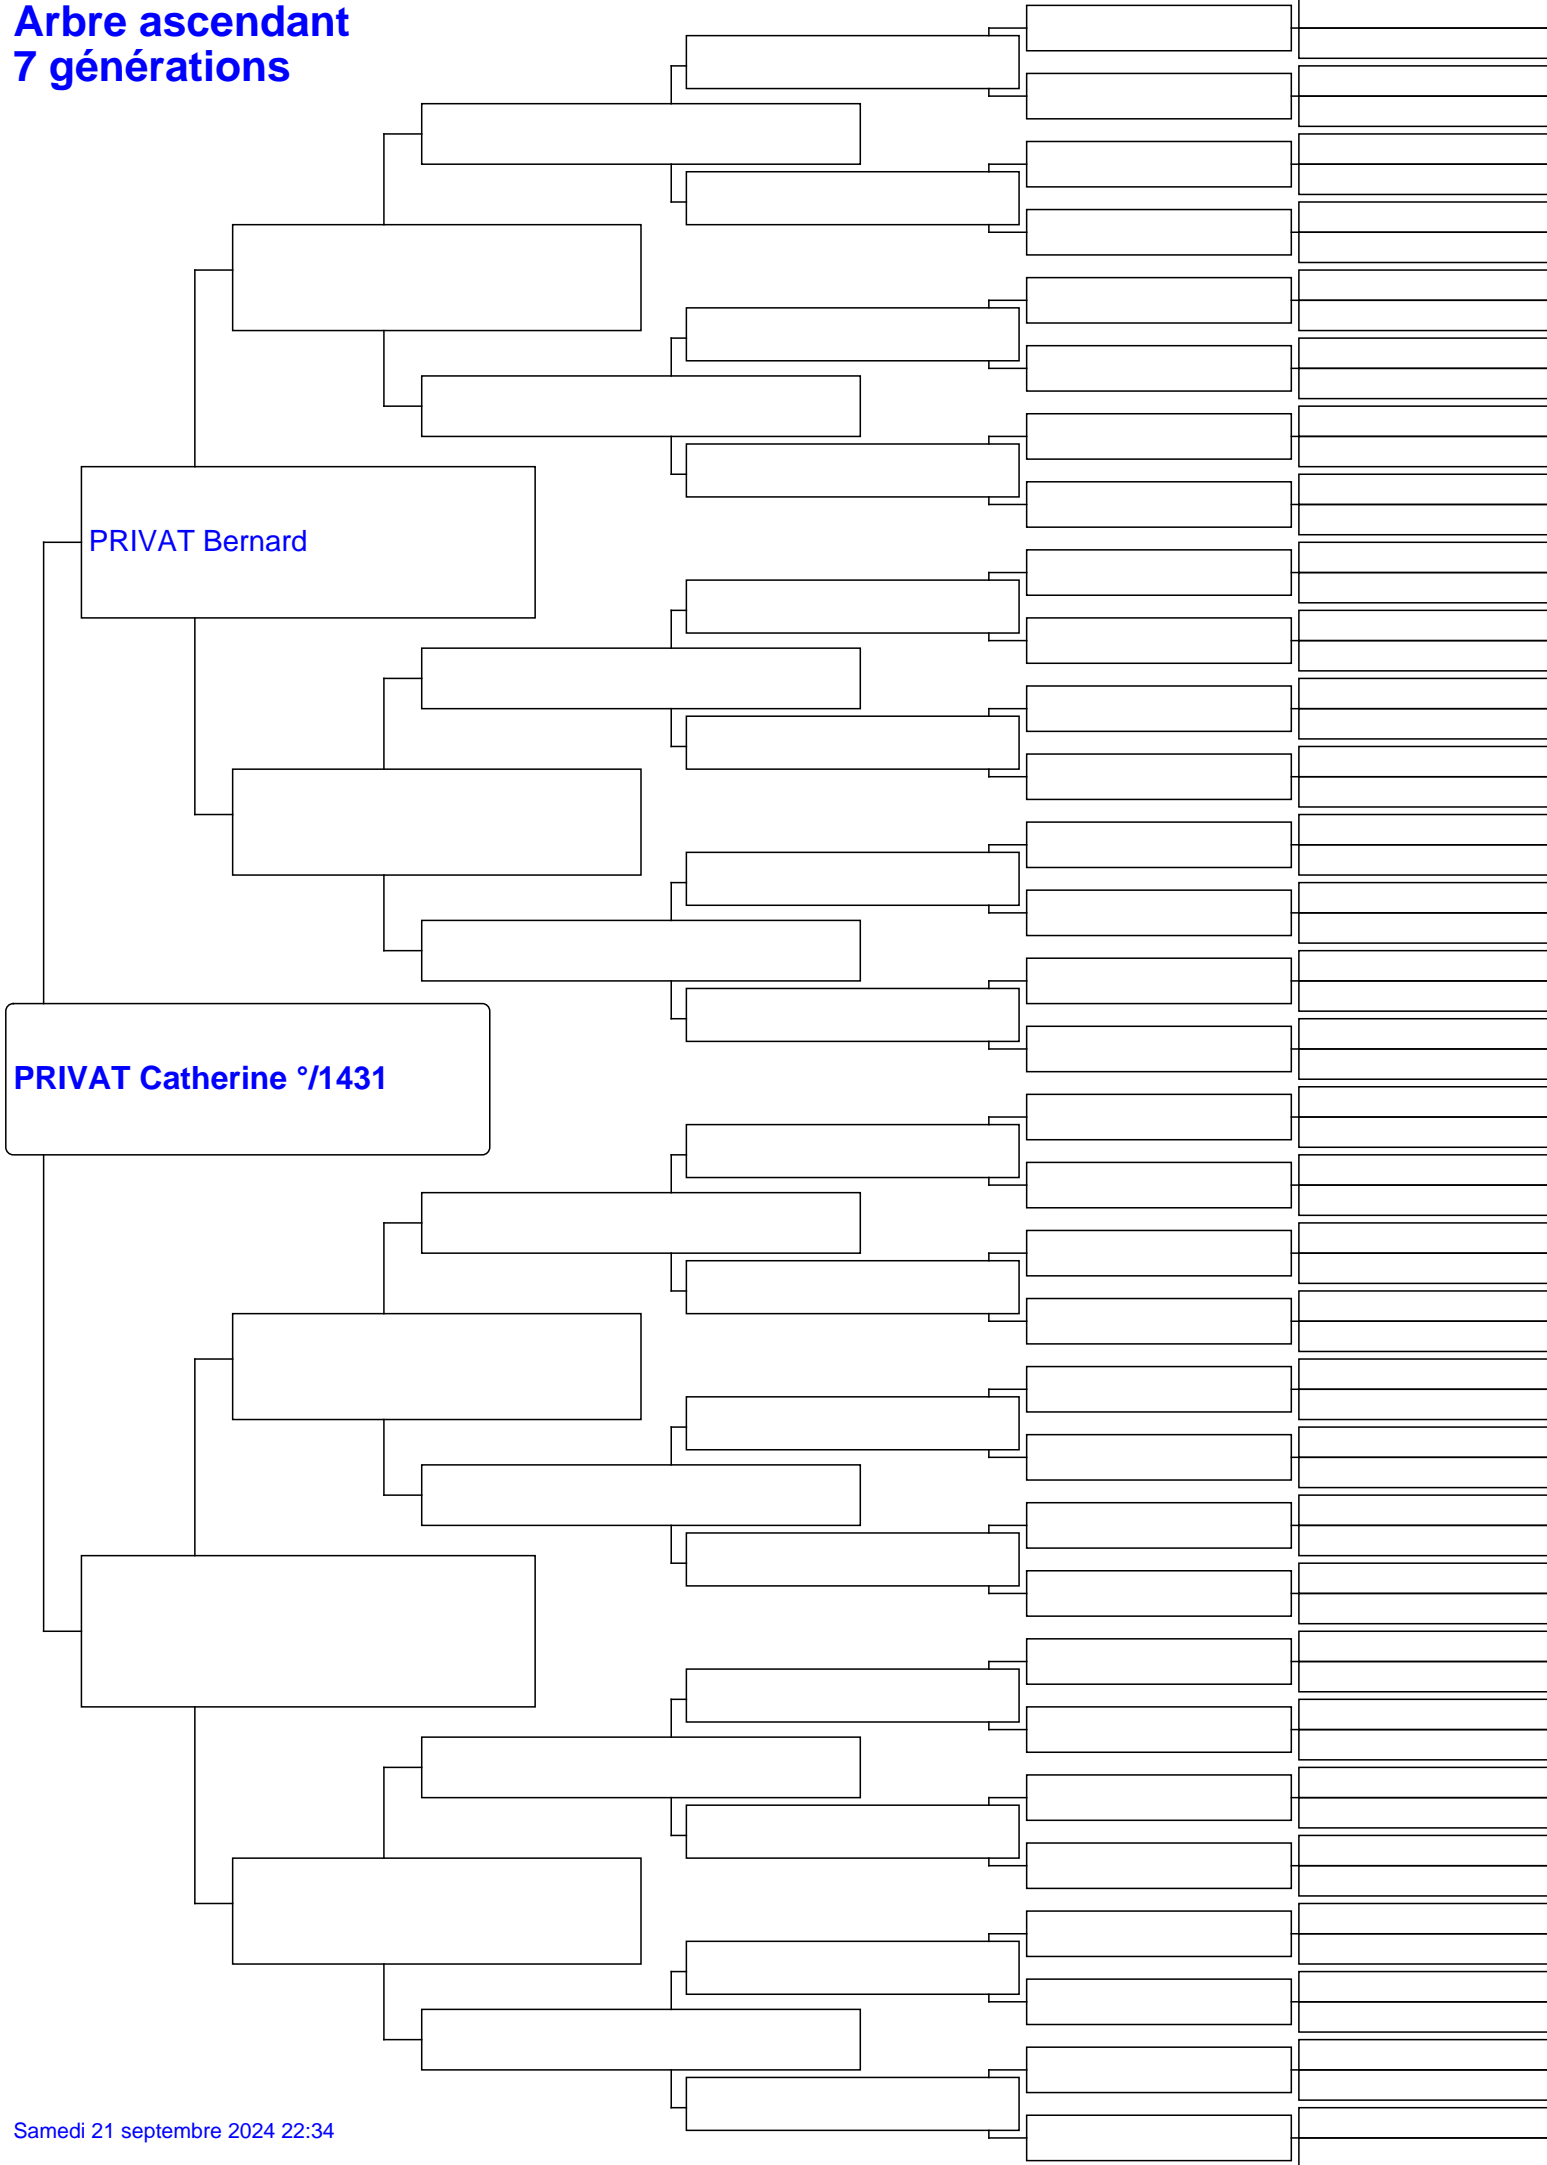 Arbre ascendant
7 générations
PRIVAT Bernard
PRIVAT Catherine °/1431
Samedi 21 septembre 2024 22:34